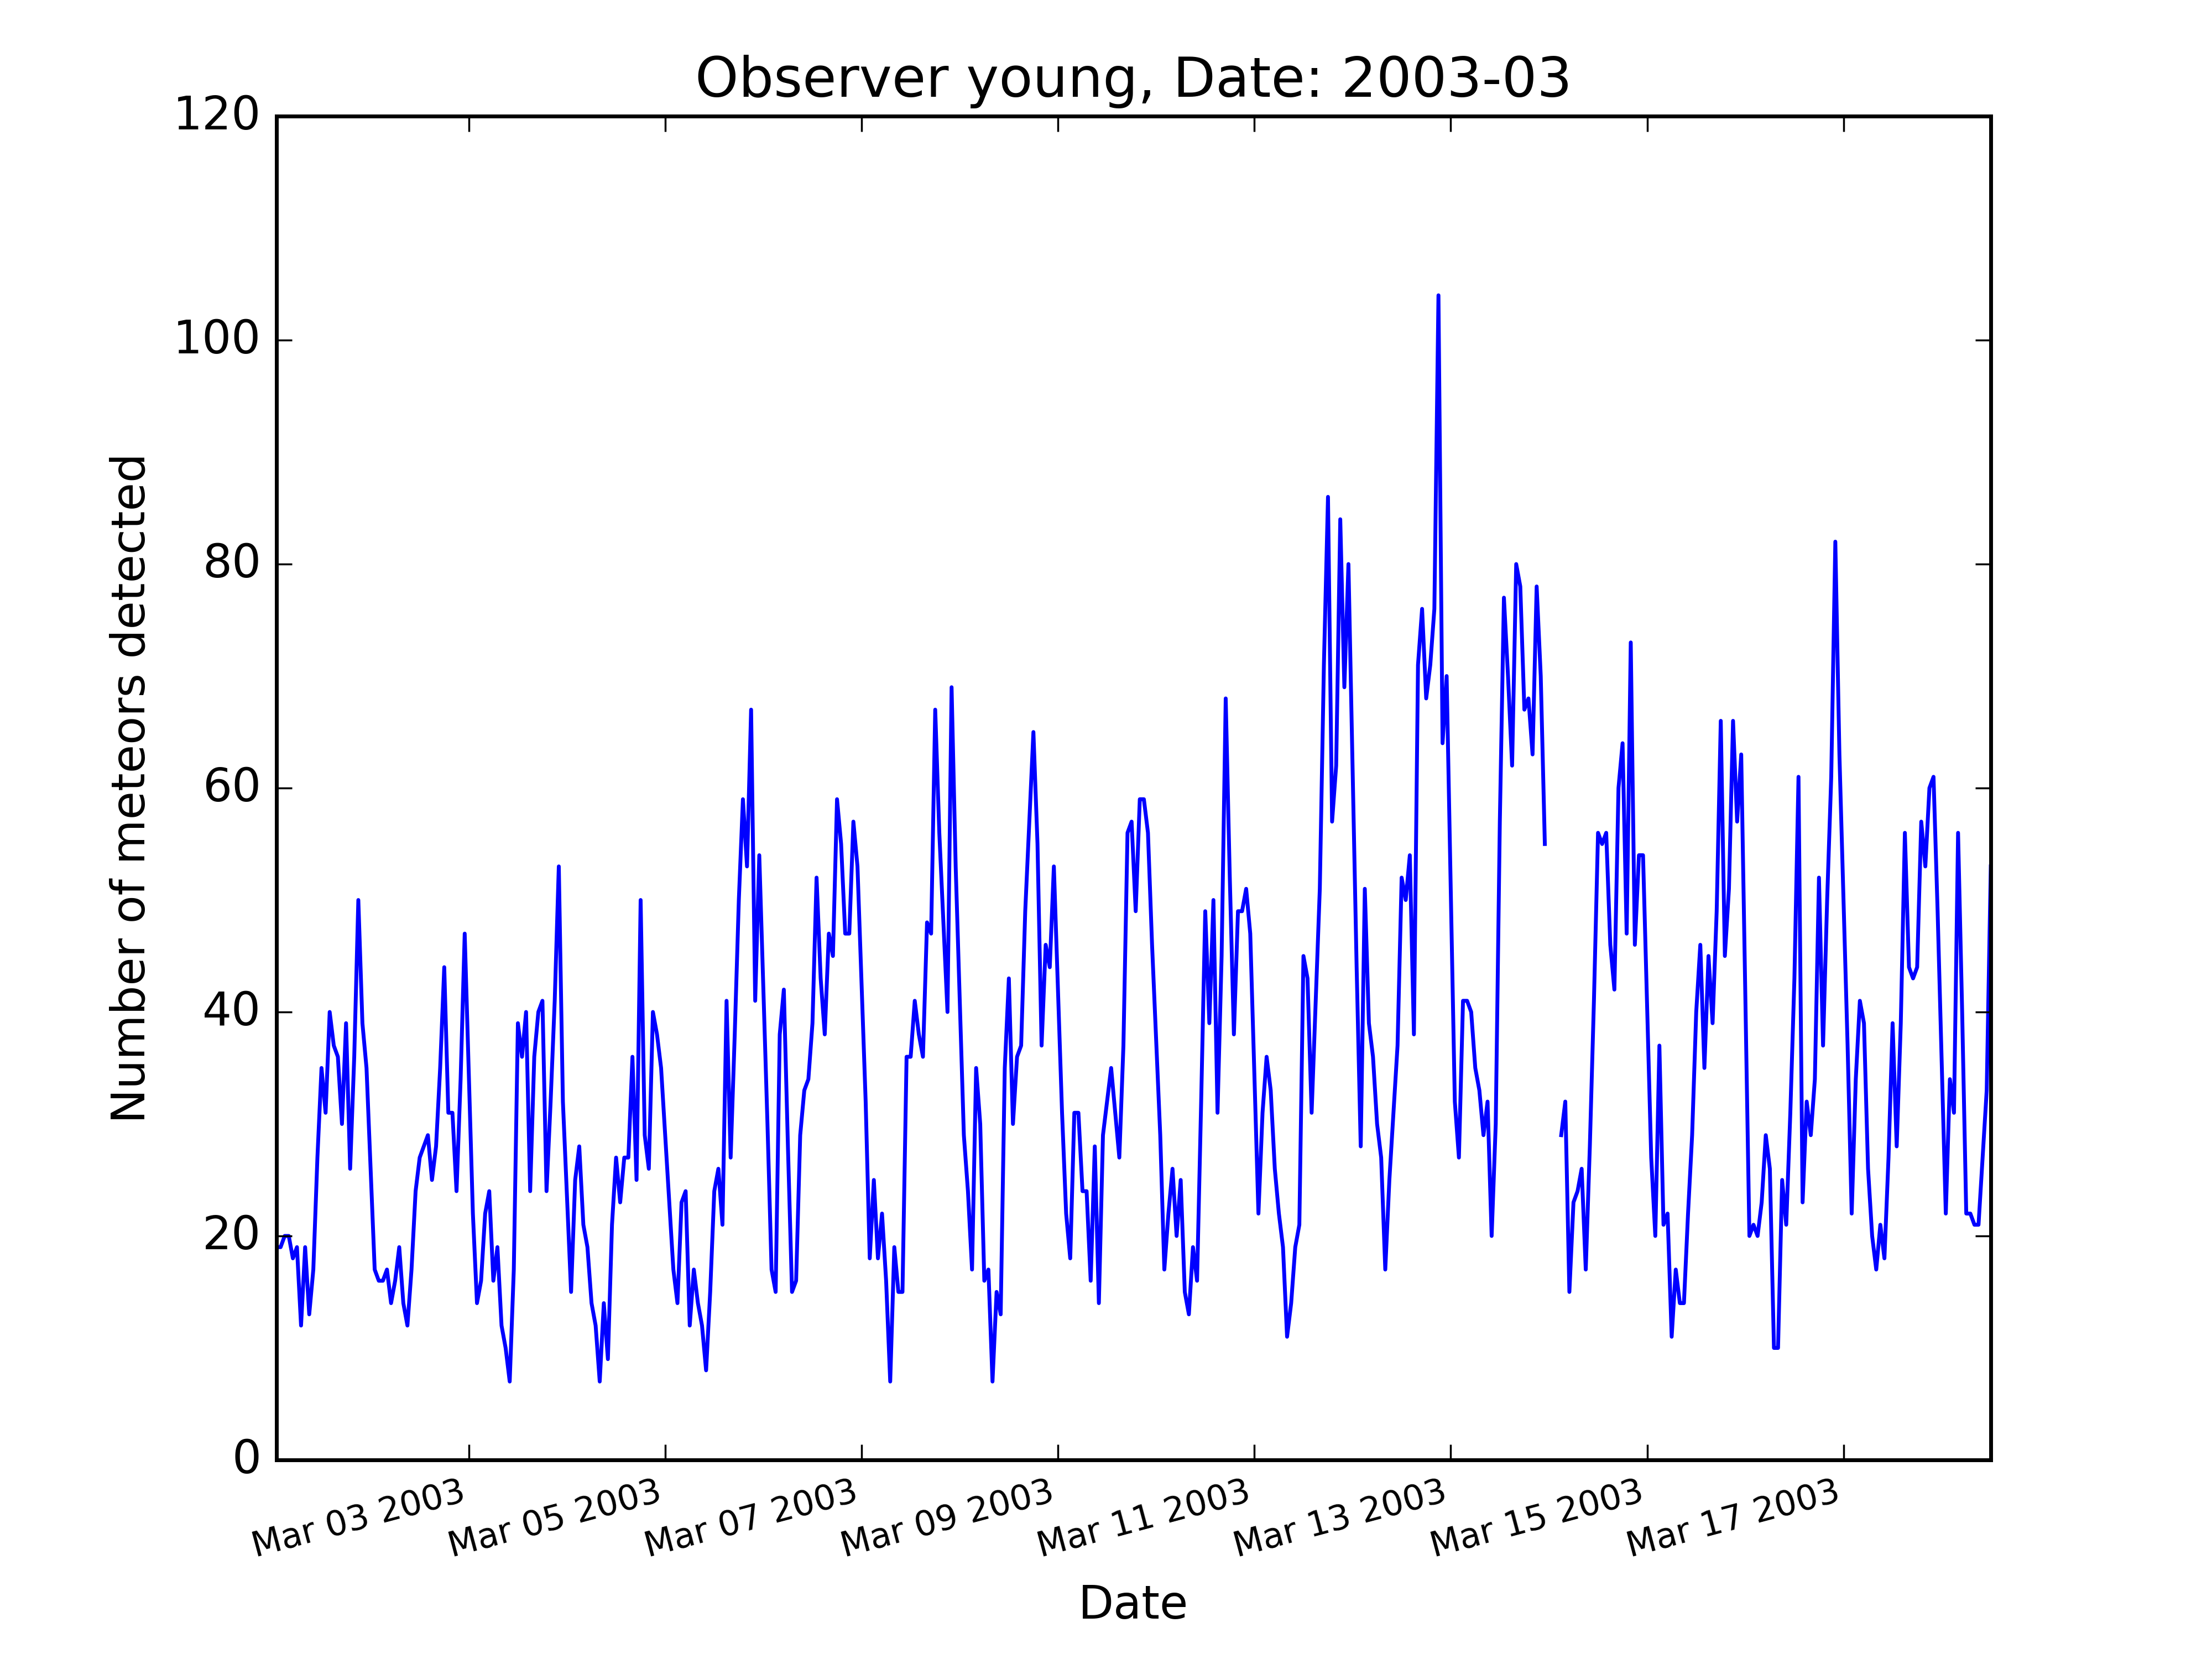 Observer young, Date: 2003-03
120
100
80
60
40
20
0
Number of meteors detected
Mar 03 2003
Mar 05 2003
Mar 07 2003
Mar 09 2003
Mar 11 2003
Mar 13 2003
Mar 15 2003
Mar 17 2003
Date